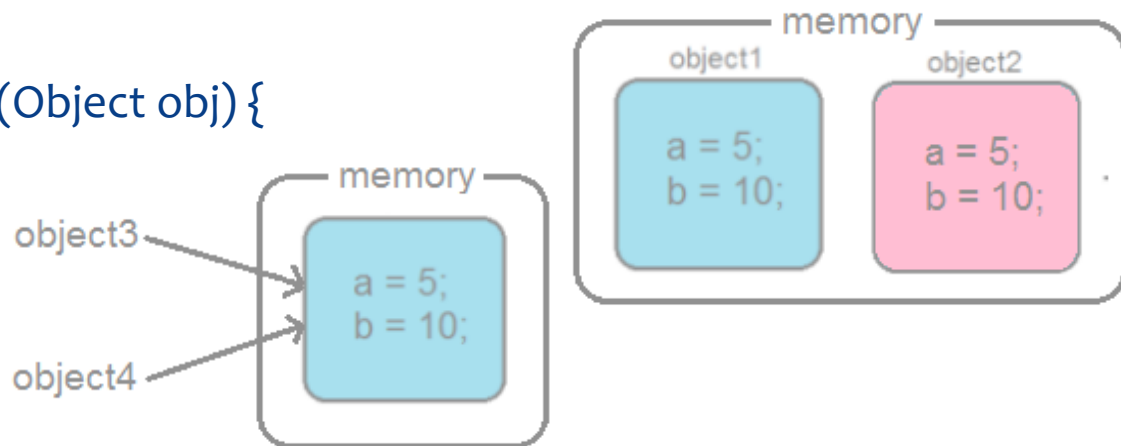 (Object obj) {
memory
object1
object2
a = 5;
b = 10;
a = 5;
b = 10;
memory
object3
object4
a = 5;
b = 10;